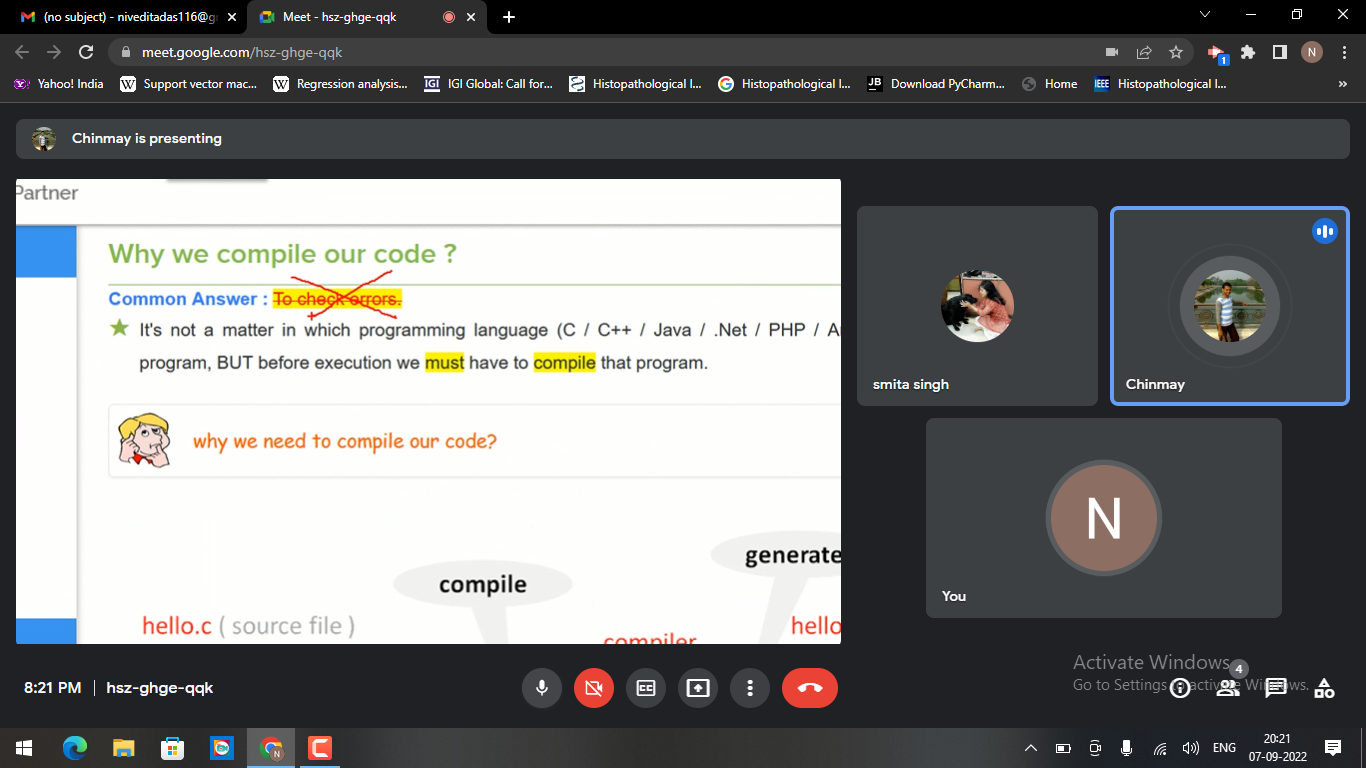 (no subject) - niveditadas116@g
Meet - hsz-ghge-qqk
meet.google.com/hsz-ghge-qqk
1
N
Yahoo! India
W Support vector mac...
W Regression analysis...
IGI IGI Global: Call for...
Histopathological I...
G Histopathological I...
JB Download PyCharm...
Home
IEEE Histopathological I...
»
Chinmay is presenting
Partner
Why we compile our code ?
Common Answer : To check errors.
It's not a matter in which programming language (C / C++ / Java / .Net / PHP / A
program, BUT before execution we must have to compile that program.
why we need to compile our code?
generate
compile
hello.c ( source file )
hello
compiler
smita singh
Chinmay
N
You
Activate Windows
Go to Settings to activate Windows.
4
8:21 PM | hsz-ghge-qqk
CC
N
C
ENG
20:21
07-09-2022